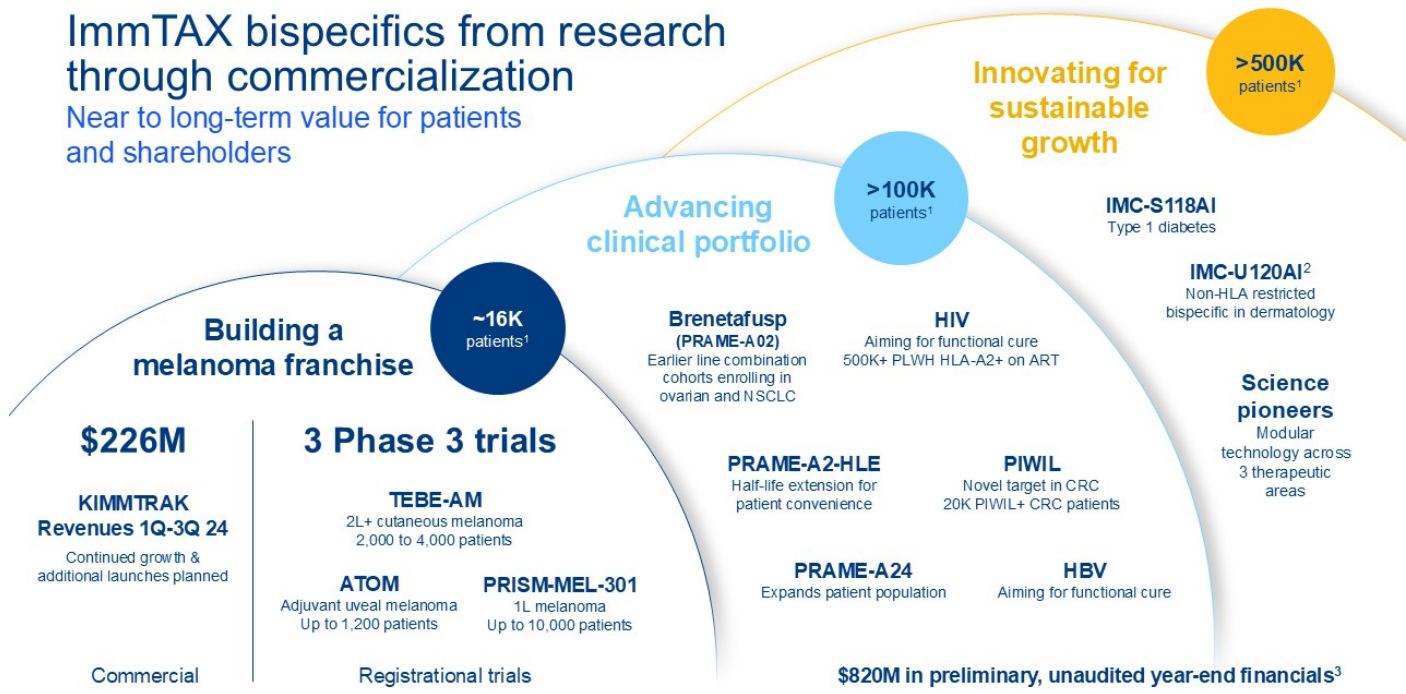 ImmTAX bispecifics from research
through commercialization
Near to long-term value for patients
and shareholders
Building a
melanoma franchise
~16K
patients¹
$226M
KIMMTRAK
Revenues 1Q-3Q 24
Continued growth &
additional launches planned
Commercial
3 Phase 3 trials
TEBE-AM
2L+ cutaneous melanoma
2,000 to 4,000 patients
ATOM
Adjuvant uveal melanoma
Up to 1,200 patients
PRISM-MEL-301
1L melanoma
Up to 10,000 patients
Registrational trials
Advancing
clinical portfolio
>100K
patients¹
Brenetafusp
(PRAME-A02)
Earlier line combination
cohorts enrolling in
ovarian and NSCLC
HIV
Aiming for functional cure
500K+ PLWH HLA-A2+ on ART
PRAME-A2-HLE
Half-life extension for
patient convenience
PIWIL
Novel target in CRC
20K PIWIL+ CRC patients
PRAME-A24
Expands patient population
HBV
Aiming for functional cure
Innovating for
sustainable
growth
>500K
patients¹
IMC-S118AI
Type 1 diabetes
IMC-U120AI²
Non-HLA restricted
bispecific in dermatology
Science
pioneers
Modular
technology across
3 therapeutic
areas
$820M in preliminary, unaudited year-end financials³